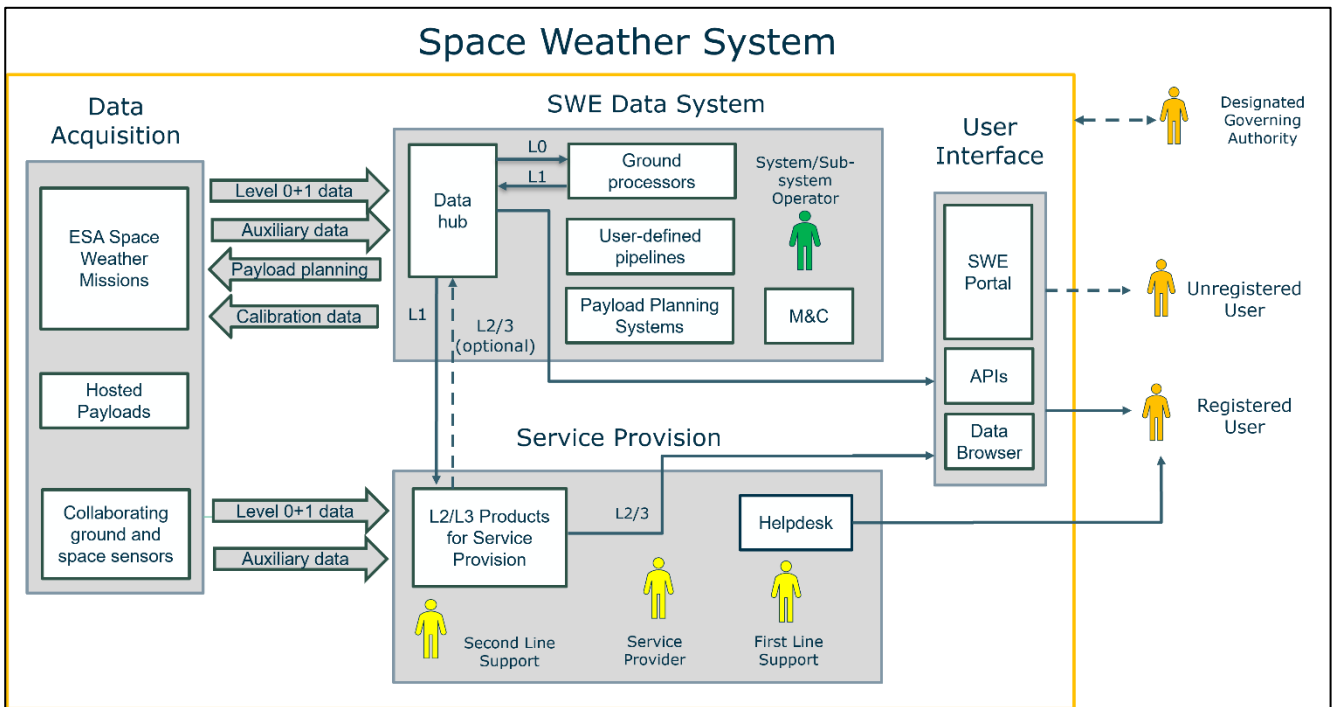 Space Weather System
Data
Acquisition
ESA Space
Weather
Missions
Hosted
Payloads
Collaborating
ground and
space sensors
Level 0+1 data
Auxiliary data
Payload planning
Calibration data
Level 0+1 data
Auxiliary data
SWE Data System
Data
hub
L0
L1
Ground
processors
User-defined
pipelines
Payload Planning
Systems
System/Sub-
system
Operator
M&C
L1
L2/3
(optional)
Service Provision
L2/L3 Products
for Service
Provision
L2/3
Helpdesk
Second Line
Support
Service
Provider
First Line
Support
User
Interface
SWE
Portal
APIs
Data
Browser
Designated
Governing
Authority
Unregistered
User
Registered
User